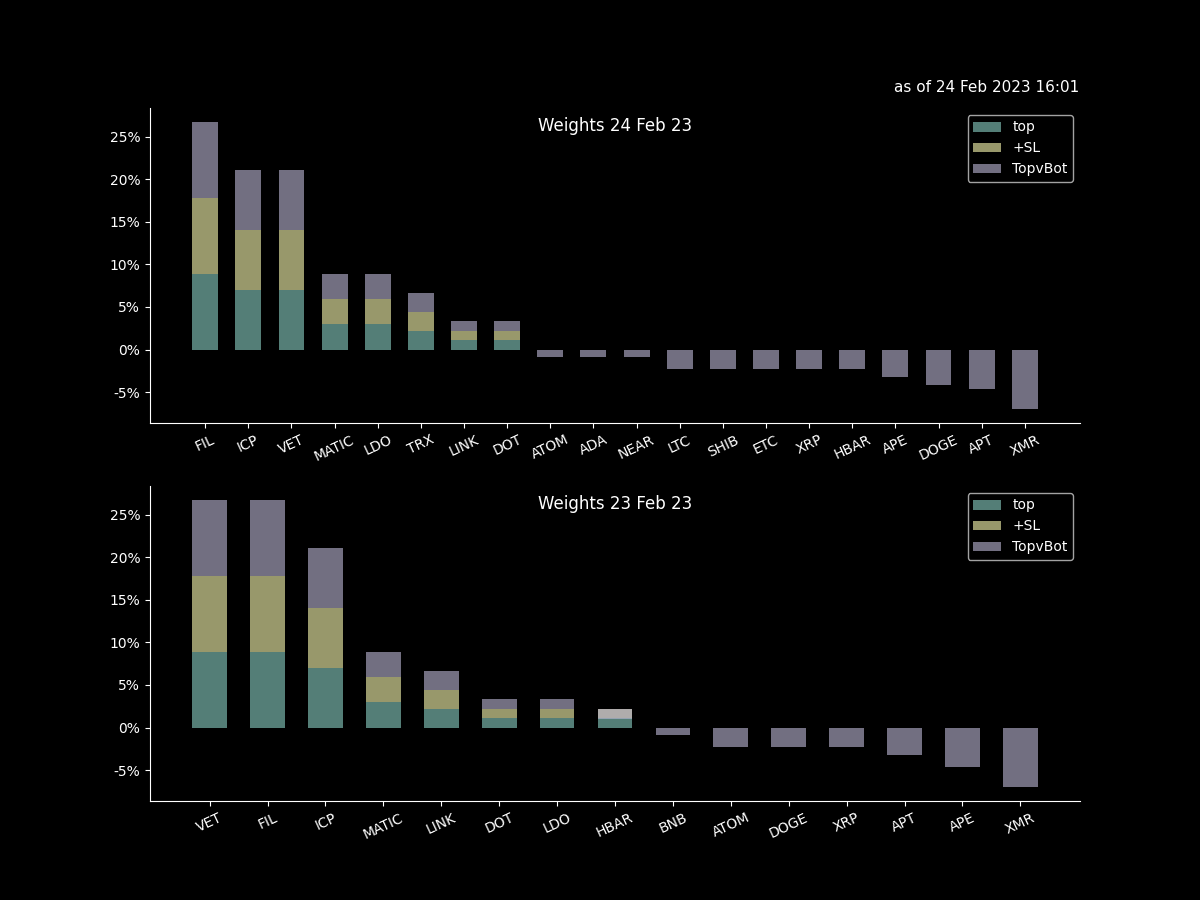 as of 24 Feb 2023 16:01
Weights 24 Feb 23
top
+SL
TopvBot
25%
20%
15%
10%
5%
0%
-5%
FIL ICP VET MATIC LDO TRX LINK DOT ATOM ADA NEAR LTC SHIB ETC XRP HBAR APE DOGE APT XMR
Weights 23 Feb 23
top
+SL
TopvBot
25%
20%
15%
10%
5%
0%
-5%
VET FIL ICP MATIC LINK DOT LDO HBAR BNB ATOM DOGE XRP APT APE XMR